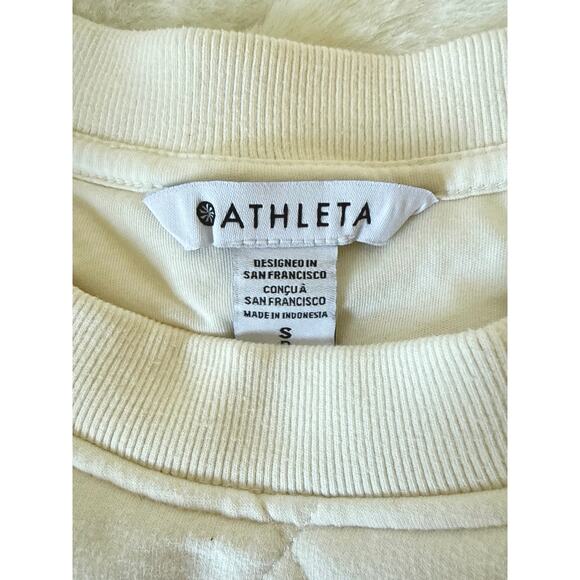 ATHLETA
DESIGNED IN
SAN FRANCISCO
CONÇU À
SAN FRANCISCO
MADE IN INDONESIA
S